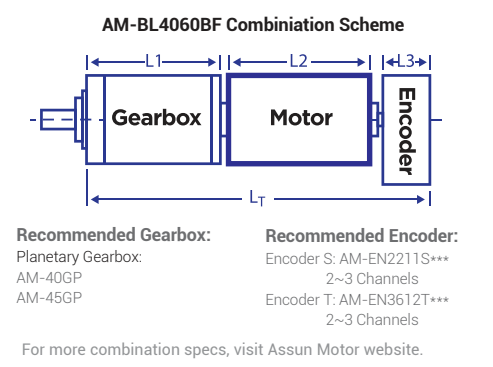 AM-BL4060BF Combiniation Scheme
L1
L2
L3
Gearbox
Motor
Encoder
LT
Recommended Gearbox:
Planetary Gearbox:
AM-40GP
AM-45GP
Recommended Encoder:
Encoder S: AM-EN2211S***
2~3 Channels
Encoder T: AM-EN3612T***
2~3 Channels
For more combination specs, visit Assun Motor website.